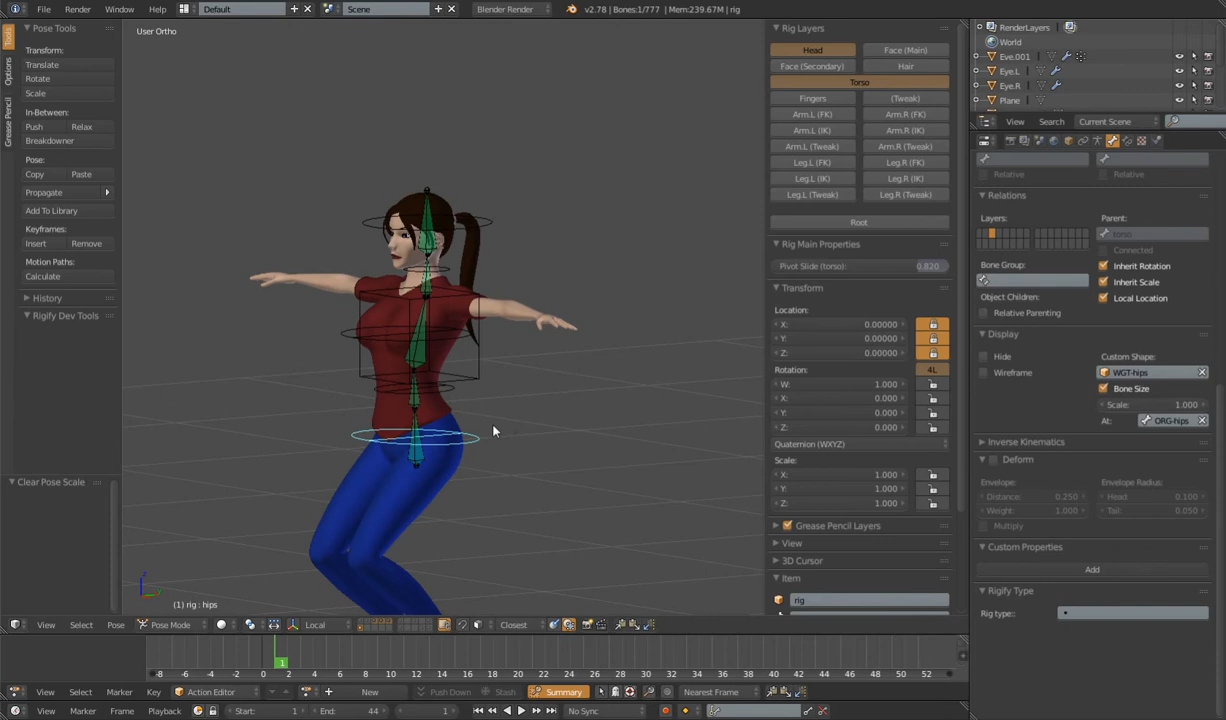 File Render Window Help Default Scene Blender Render v2.78 | Bones:1/777 | Mem:239.67M | rig
Tools
Options
Grease Pencil
Pose Tools
Transform:
Translate
Rotate
Scale
In-Between:
Push Relax
Breakdowner
Pose:
Copy Paste
Propagate
Add To Library
Keyframes:
Insert Remove
Motion Paths:
Calculate
History
Rigify Dev Tools
Clear Pose Scale
User Ortho
(1) rig : hips
Rig Layers
Head Face (Main)
Face (Secondary) Hair
Torso
Fingers (Tweak)
Arm.L (FK) Arm.R (FK)
Arm.L (IK) Arm.R (IK)
Arm.L (Tweak) Arm.R (Tweak)
Leg.L (FK) Leg.R (FK)
Leg.L (IK) Leg.R (IK)
Leg.L (Tweak) Leg.R (Tweak)
Root
Rig Main Properties
Pivot Slide (torso): 0.820
Transform
Location:
X: 0.00000
Y: 0.00000
Z: 0.00000
Rotation: 4L
W: 1.000
X: 0.000
Y: 0.000
Z: 0.000
Quaternion (WXYZ)
Scale:
X: 1.000
Y: 1.000
Z: 1.000
Grease Pencil Layers
View
3D Cursor
Item
rig
RenderLayers
World
Eve.001
Eye.L
Eye.R
Plane
View Search Current Scene
Relative Relative
Relations
Layers: Parent:
torso
Connected
Bone Group: Inherit Rotation
Inherit Scale
Object Children: Local Location
Relative Parenting
Display
Hide Custom Shape:
Wireframe WGT-hips
Bone Size
Scale: 1.000
At: ORG-hips
Inverse Kinematics
Deform
Envelope: Envelope Radius:
Distance: 0.250 Head: 0.100
Weight: 1.000 Tail: 0.050
Multiply
Custom Properties
Add
Rigify Type
Rig type::
View Select Pose Pose Mode Local Closest
-8 -6 -4 -2 0 2 4 6 8 10 12 14 16 18 20 22 24 26 28 30 32 34 36 38 40 42 44 46 48 50 52
1
View Select Marker Key Action Editor New Push Down Stash Summary Nearest Frame
View Marker Frame Playback Start: 1 End: 44 1 No Sync